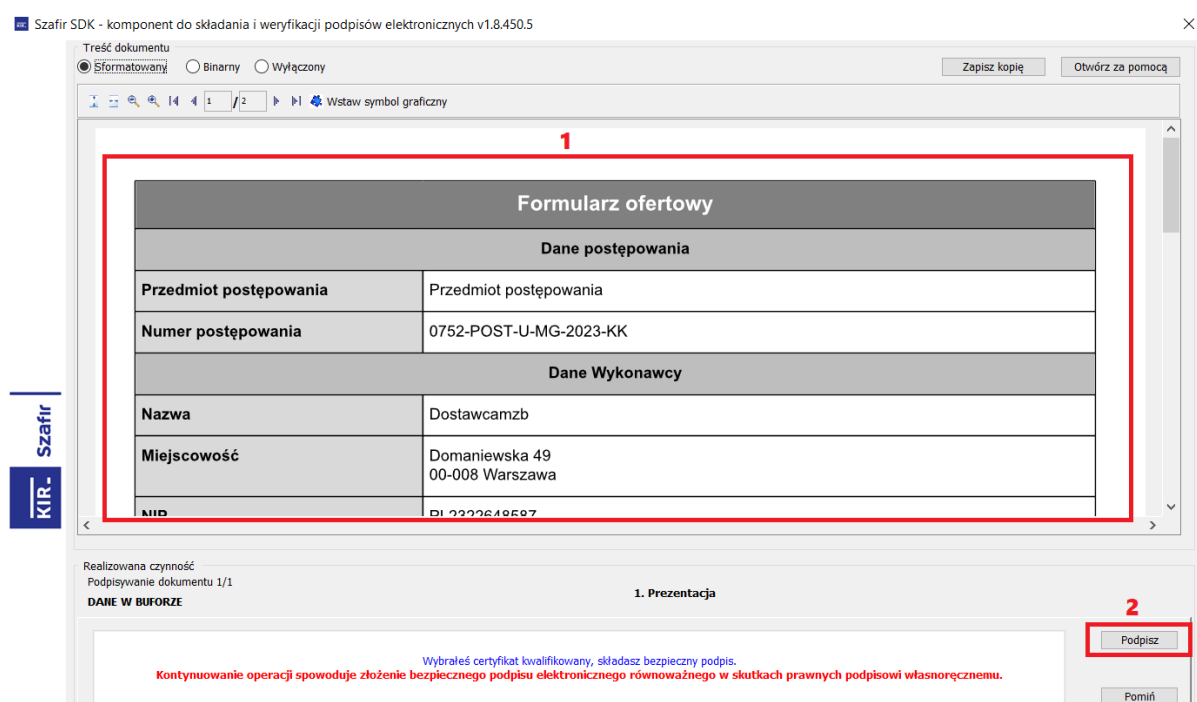 Szafir SDK - komponent do składania i weryfikacji podpisów elektronicznych v1.8.450.5
Treść dokumentu
Sformatowany Binarny Wyłączony Zapisz kopię Otwórz za pomocą
1 / 2 Wstaw symbol graficzny
1
Formularz ofertowy
Dane postępowania
Przedmiot postępowania Przedmiot postępowania
Numer postępowania 0752-POST-U-MG-2023-KK
Dane Wykonawcy
Nazwa Dostawcamzb
Miejscowość Domaniewska 49
00-008 Warszawa
NIP PL2322648587
KIR Szafir
Realizowana czynność
Podpisywanie dokumentu 1/1
DANE W BUFORZE
1. Prezentacja
2
Podpisz
Wybrałeś certyfikat kwalifikowany, składasz bezpieczny podpis.
Kontynuowanie operacji spowoduje złożenie bezpiecznego podpisu elektronicznego równoważnego w skutkach prawnych podpisowi własnoręcznemu.
Pomiń